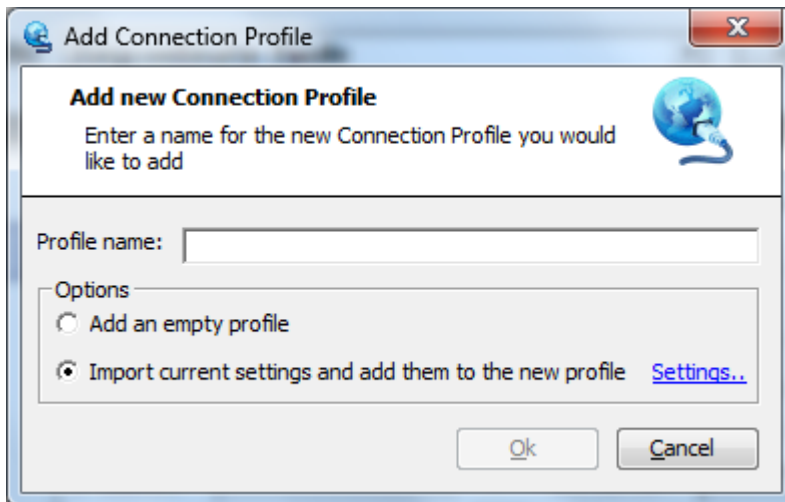 Add Connection Profile
Add new Connection Profile
Enter a name for the new Connection Profile you would
like to add
Profile name:
Options
Add an empty profile
Import current settings and add them to the new profile Settings..
Ok Cancel